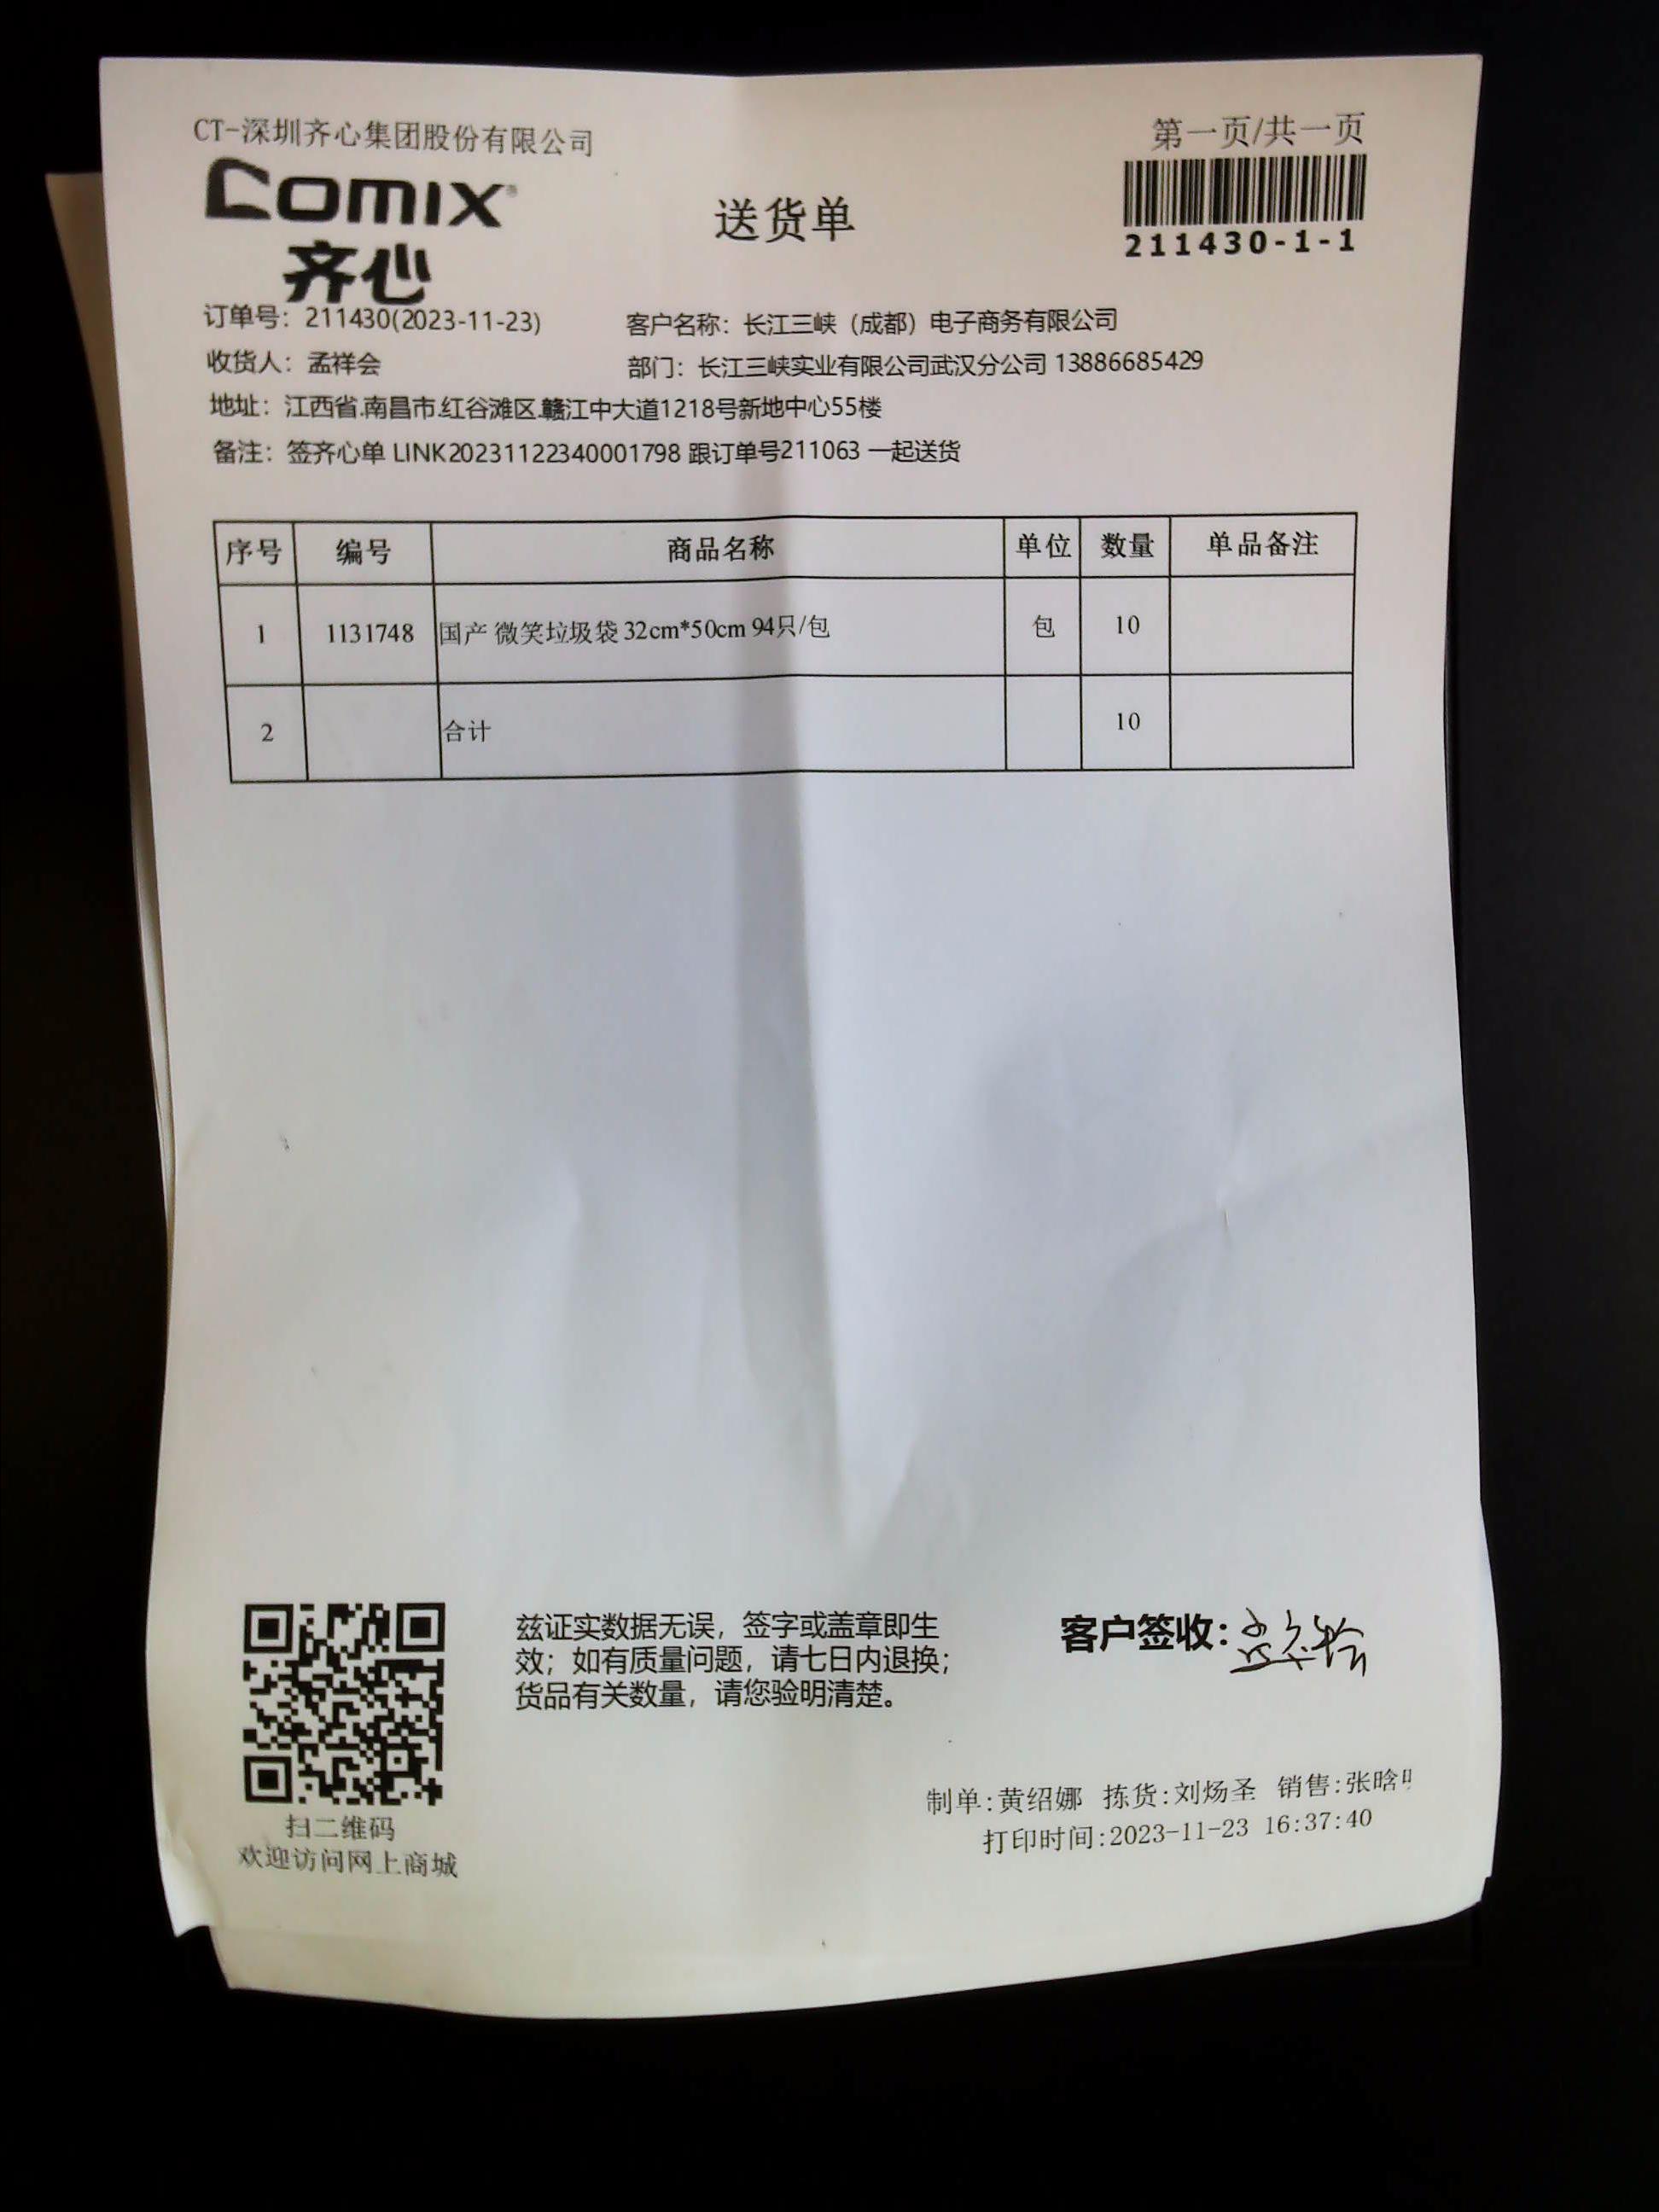 CT-深圳齐心集团股份有限公司
第一页/共一页
COMIX®
齐心
送货单
211430-1-1
订单号：211430(2023-11-23) 客户名称：长江三峡（成都）电子商务有限公司
收货人：孟祥会 部门：长江三峡实业有限公司武汉分公司 13886685429
地址：江西省.南昌市.红谷滩区.赣江中大道1218号新地中心55楼
备注：签齐心单 LINK202311122340001798 跟订单号211063 一起送货
序号 编号 商品名称 单位 数量 单品备注
1 1131748 国产 微笑垃圾袋 32cm*50cm 94只/包 包 10
2 合计 10
兹证实数据无误，签字或盖章即生
效；如有质量问题，请七日内退换；
货品有关数量，请您验明清楚。
客户签收：
扫二维码
欢迎访问网上商城
制单:黄绍娜 拣货:刘炀圣 销售:张晗
打印时间:2023-11-23 16:37:40